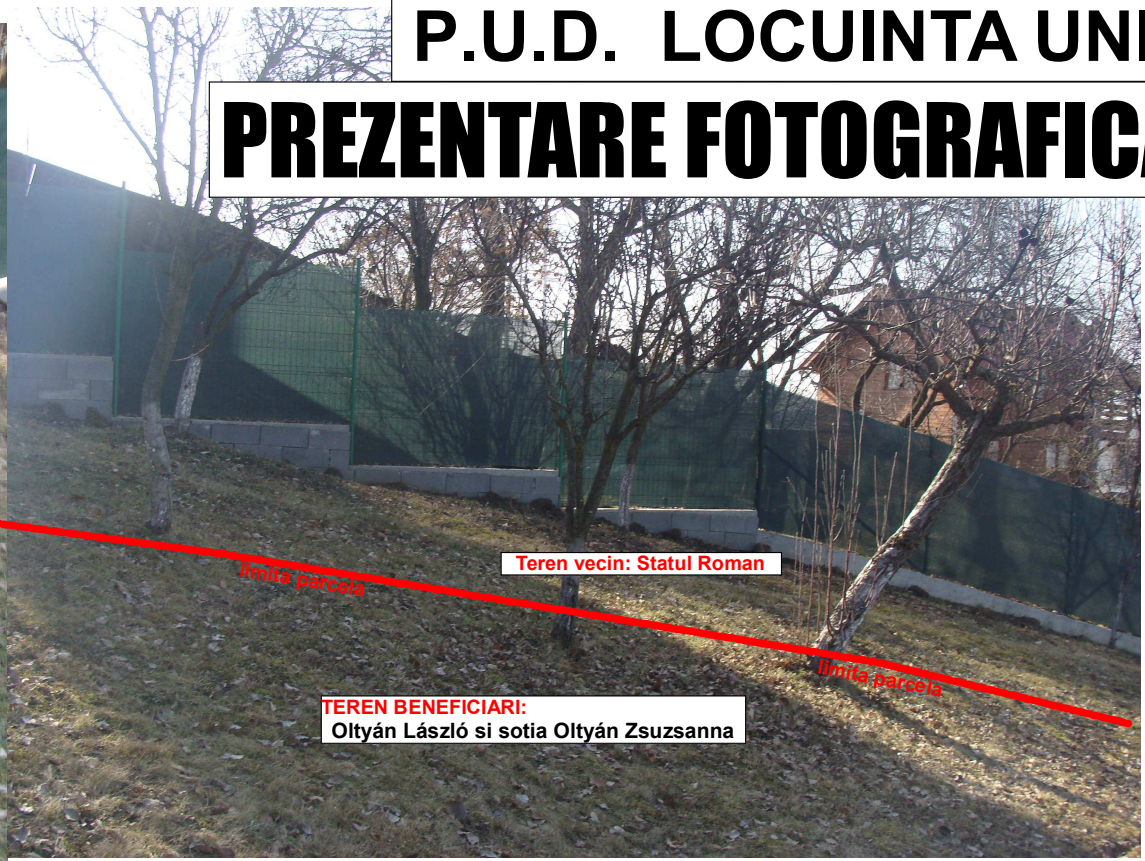 P.U.D. LOCUINTA UNI
PREZENTARE FOTOGRAFICA
Teren vecin: Statul Roman
limita parcela
limita parcela
TEREN BENEFICIARI:
Oltyán László si sotia Oltyán Zsuzsanna